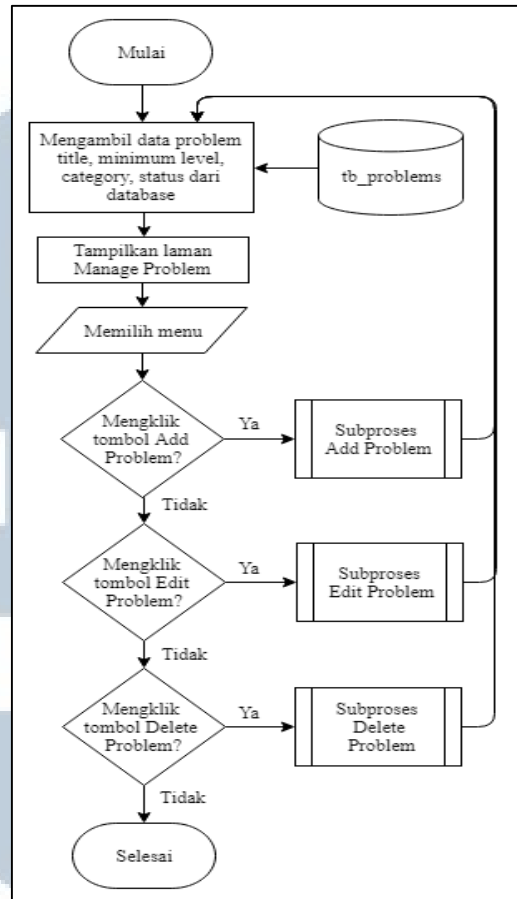 Mulai
Mengambil data problem
title, minimum level,
category, status dari
database
tb_problems
Tampilkan laman
Manage Problem
Memilih menu
Mengklik
tombol Add
Problem?
Ya
Subproses
Add Problem
Tidak
Mengklik
tombol Edit
Problem?
Ya
Subproses
Edit Problem
Tidak
Mengklik
tombol Delete
Problem?
Ya
Subproses
Delete
Problem
Tidak
Selesai